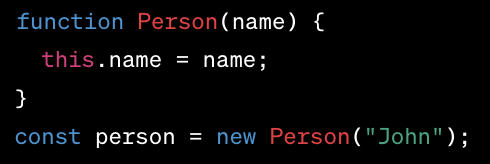 function Person(name) {
  this.name = name;
}
const person = new Person("John");